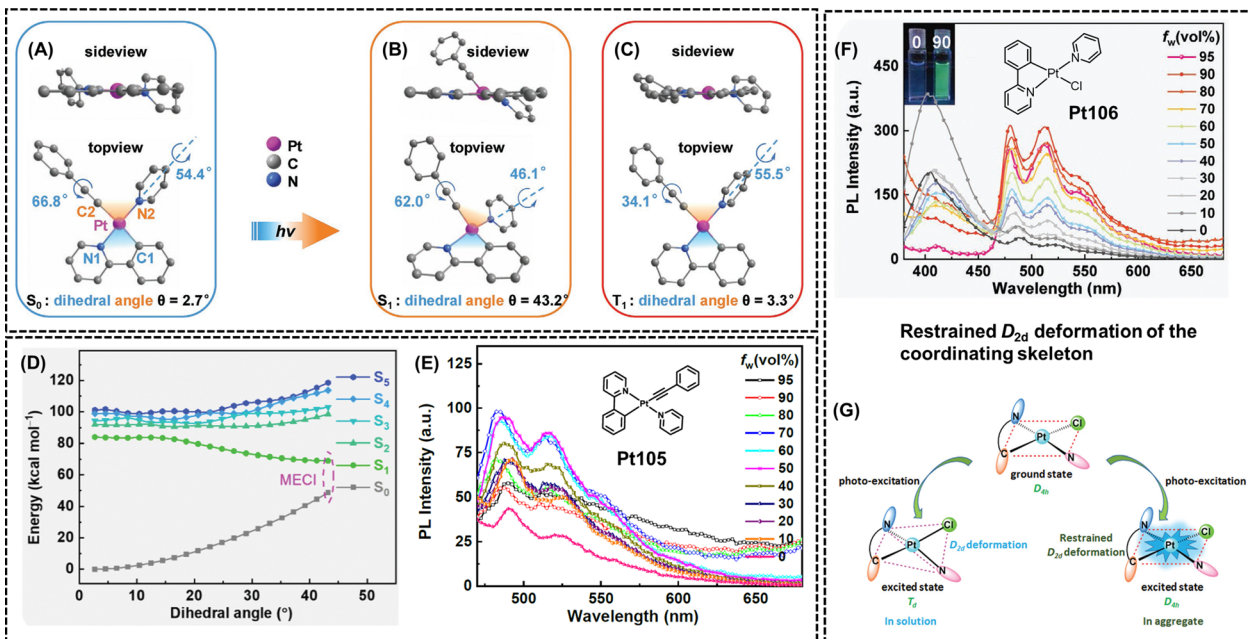 (A)
sideview
topview
66.8°
54.4°
C2
N2
Pt
N1
C1
S0 : dihedral angle θ = 2.7°
Pt
C
N
hν
(B)
sideview
topview
62.0°
46.1°
S1 : dihedral angle θ = 43.2°
(C)
sideview
topview
34.1°
55.5°
T1 : dihedral angle θ = 3.3°
(D)
Energy (kcal mol⁻¹)
120
100
80
60
40
20
0
0 10 20 30 40 50
Dihedral angle (°)
S5
S4
S3
S2
S1
S0
MECI
(E)
PL Intensity (a.u.)
125
100
75
50
25
0
500 550 600 650
Wavelength (nm)
N
Pt
N
Pt105
fw(vol%)
95
90
80
70
60
50
40
30
20
10
0
(F)
0 90
PL Intensity (a.u.)
450
300
150
0
400 450 500 550 600 650
Wavelength (nm)
N
Pt
N
Cl
Pt106
fw(vol%)
95
90
80
70
60
50
40
30
20
10
0
Restrained D2d deformation of the
coordinating skeleton
(G)
N
Cl
Pt
C
N
ground state
D4h
photo-excitation
photo-excitation
N
Cl
Pt
C
N
D2d deformation
excited state
Td
In solution
Restrained
D2d deformation
N
Cl
Pt
C
N
excited state
D4h
In aggregate